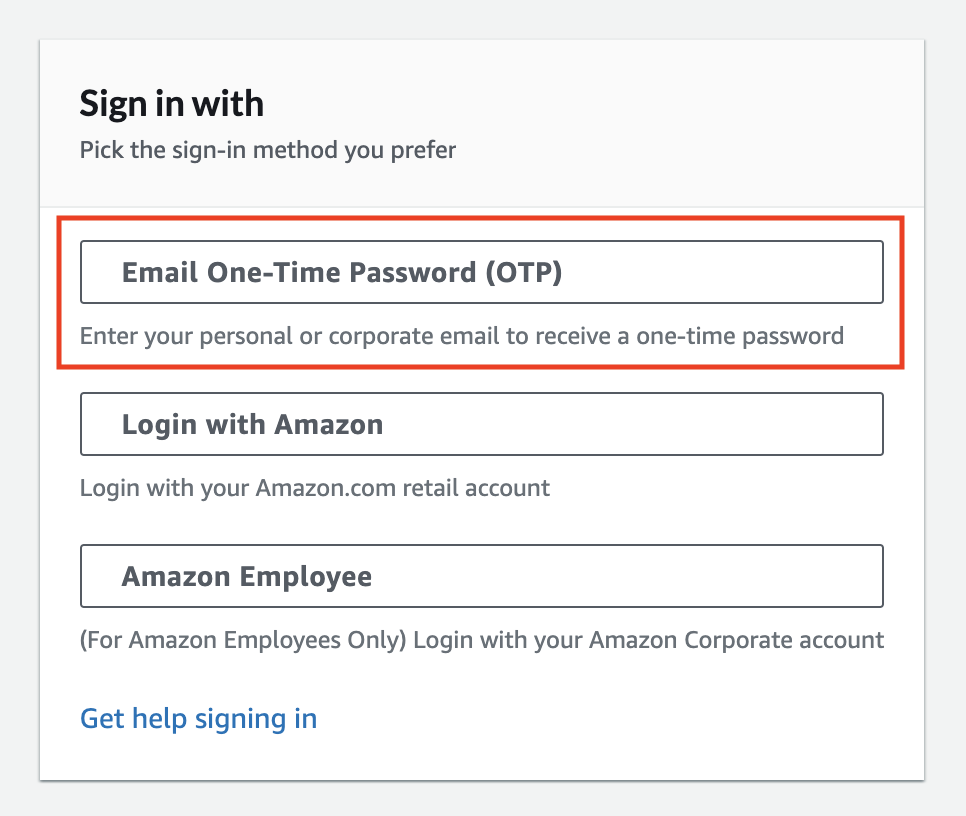 Sign in with
Pick the sign-in method you prefer
Email One-Time Password (OTP)
Enter your personal or corporate email to receive a one-time password
Login with Amazon
Login with your Amazon.com retail account
Amazon Employee
(For Amazon Employees Only) Login with your Amazon Corporate account
Get help signing in